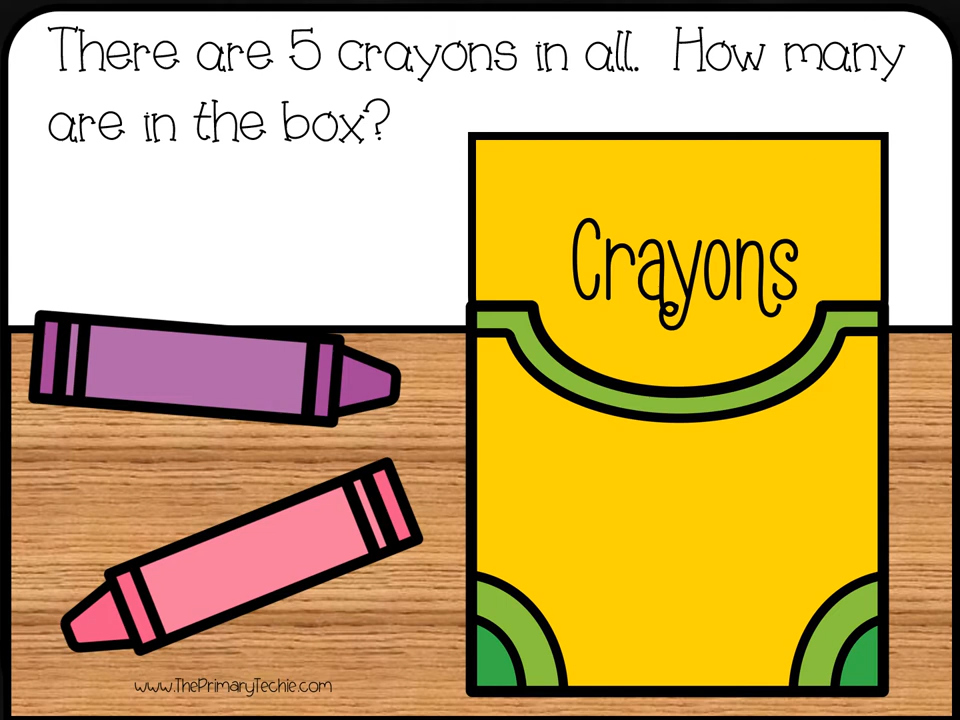 There are 5 crayons in all.  How many
are in the box?
Crayons
www.ThePrimaryTechie.com